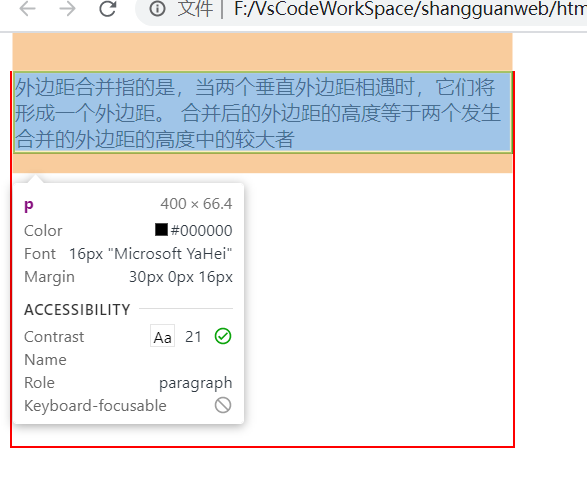 文件 | F:/VsCodeWorkSpace/shangguanweb/htm
外边距合并指的是，当两个垂直外边距相遇时，它们将
形成一个外边距。 合并后的外边距的高度等于两个发生
合并的外边距的高度中的较大者
p 400 × 66.4
Color #000000
Font 16px "Microsoft YaHei"
Margin 30px 0px 16px
ACCESSIBILITY
Contrast Aa 21
Name
Role paragraph
Keyboard-focusable